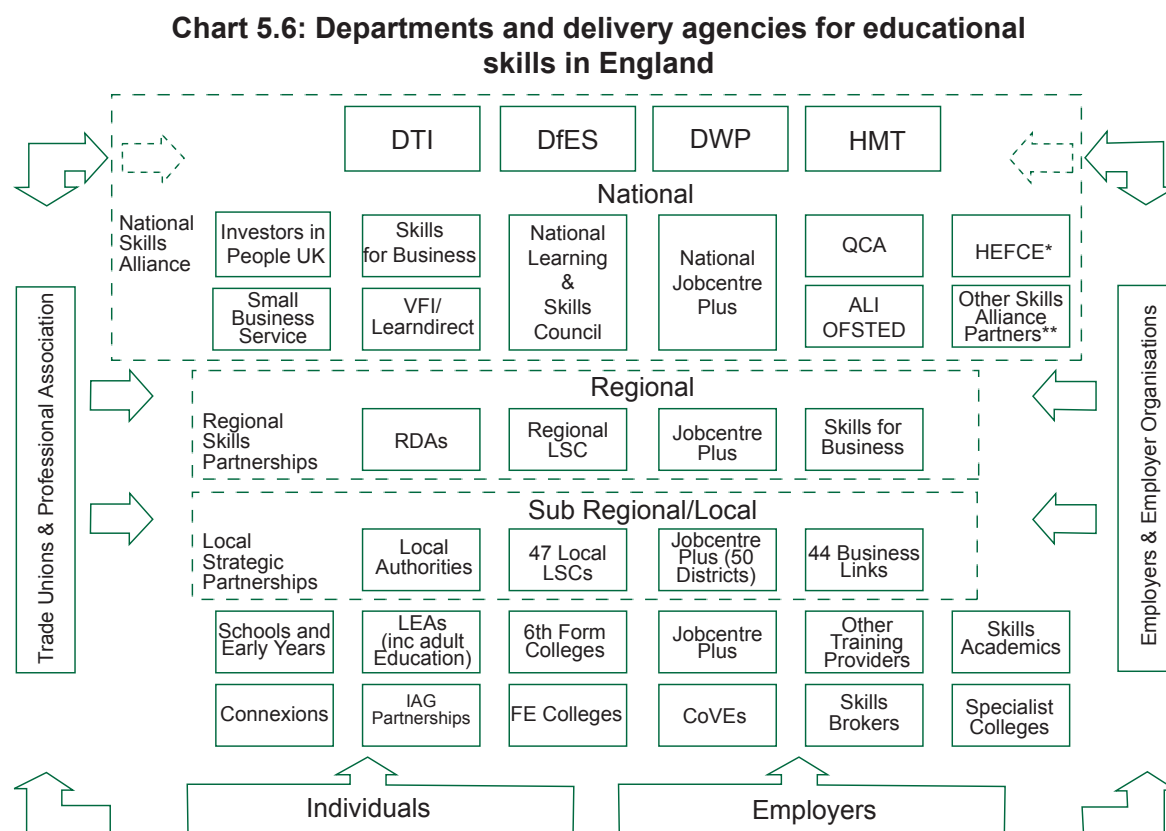 Chart 5.6: Departments and delivery agencies for educational
skills in England
DTI
DfES
DWP
HMT
National
National
Skills
Alliance
Investors in
People UK
Skills
for Business
National
Learning
&
Skills
Council
National
Jobcentre
Plus
QCA
HEFCE*
Small
Business
Service
VFI/
Learndirect
ALI
OFSTED
Other Skills
Alliance
Partners**
Trade Unions & Professional Association
Employers & Employer Organisations
Regional
Regional
Skills
Partnerships
RDAs
Regional
LSC
Jobcentre
Plus
Skills for
Business
Sub Regional/Local
Local
Strategic
Partnerships
Local
Authorities
47 Local
LSCs
Jobcentre
Plus (50
Districts)
44 Business
Links
Schools and
Early Years
LEAs
(inc adult
Education)
6th Form
Colleges
Jobcentre
Plus
Other
Training
Providers
Skills
Academics
Connexions
IAG
Partnerships
FE Colleges
CoVEs
Skills
Brokers
Specialist
Colleges
Individuals
Employers